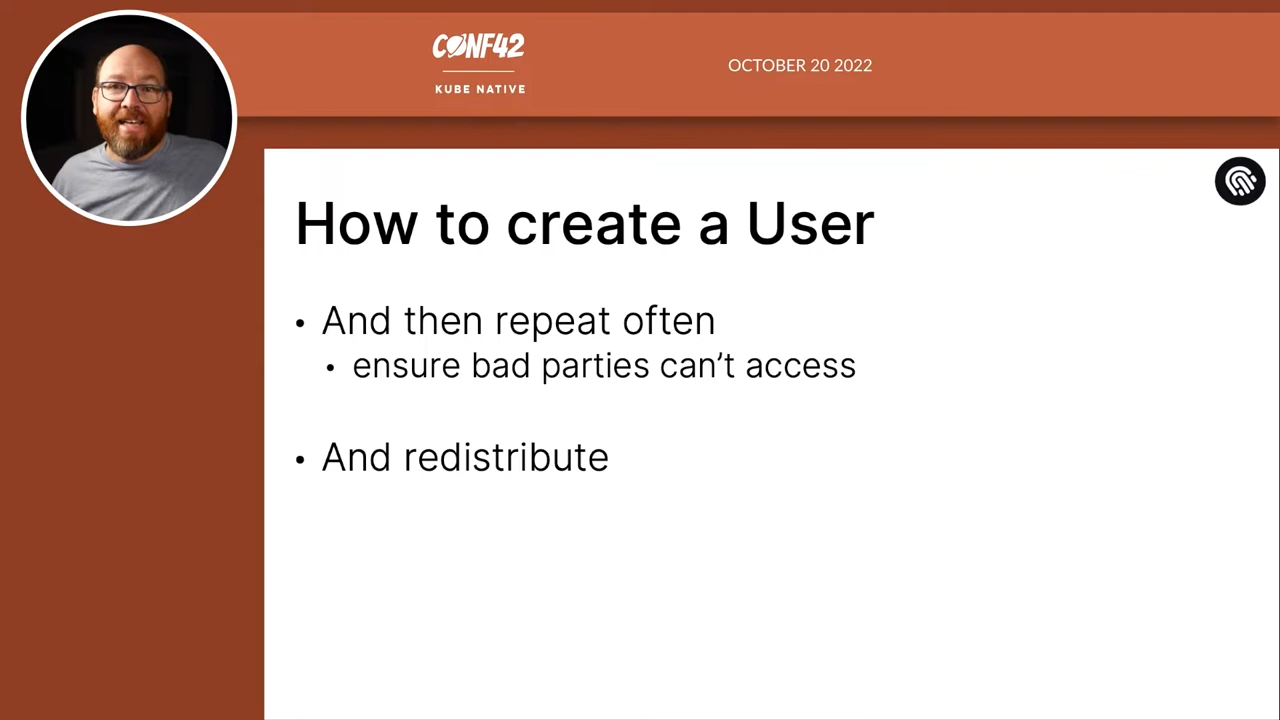 CONF42
KUBE NATIVE
OCTOBER 20 2022
How to create a User
• And then repeat often
• ensure bad parties can’t access
• And redistribute